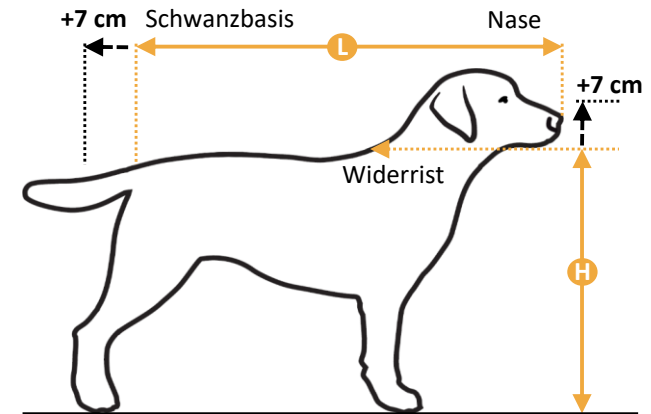 +7 cm
Schwanzbasis
Nase
L
+7 cm
Widerrist
H